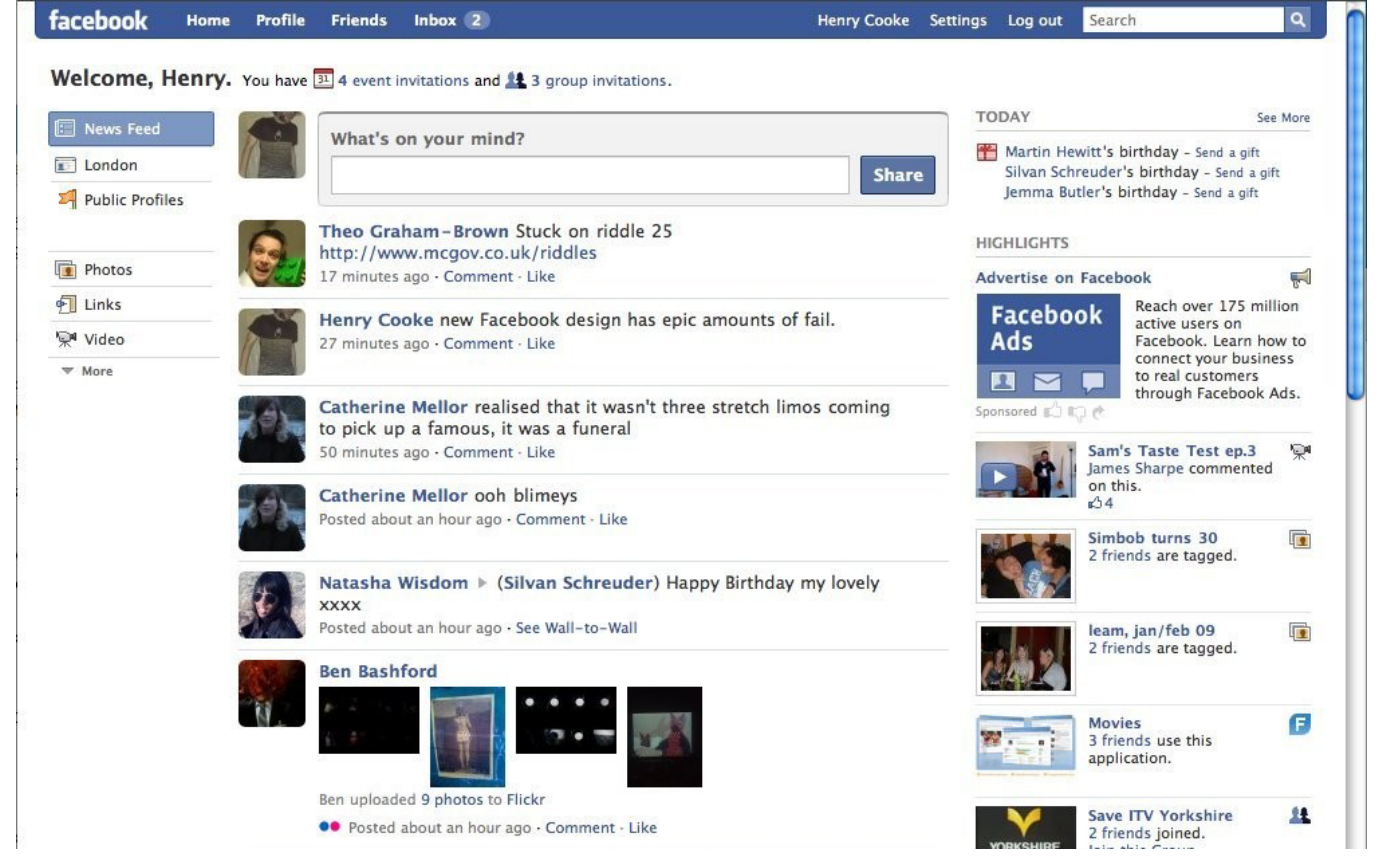 facebook Home Profile Friends Inbox 2 Henry Cooke Settings Log out Search
Welcome, Henry. You have 31 4 event invitations and 3 group invitations.
News Feed
London
Public Profiles
Photos
Links
Video
More
What's on your mind?
Share
Theo Graham-Brown Stuck on riddle 25
http://www.mcgov.co.uk/riddles
17 minutes ago · Comment · Like
Henry Cooke new Facebook design has epic amounts of fail.
27 minutes ago · Comment · Like
Catherine Mellor realised that it wasn't three stretch limos coming
to pick up a famous, it was a funeral
50 minutes ago · Comment · Like
Catherine Mellor ooh blimeys
Posted about an hour ago · Comment · Like
Natasha Wisdom ▸ (Silvan Schreuder) Happy Birthday my lovely
xxxx
Posted about an hour ago · See Wall-to-Wall
Ben Bashford
Ben uploaded 9 photos to Flickr
Posted about an hour ago · Comment · Like
TODAY See More
Martin Hewitt's birthday - Send a gift
Silvan Schreuder's birthday - Send a gift
Jemma Butler's birthday - Send a gift
HIGHLIGHTS
Advertise on Facebook
Facebook
Ads
Reach over 175 million
active users on
Facebook. Learn how to
connect your business
to real customers
through Facebook Ads.
Sponsored
Sam's Taste Test ep.3
James Sharpe commented
on this.
4
Simbob turns 30
2 friends are tagged.
leam, jan/feb 09
2 friends are tagged.
Movies
3 friends use this
application.
F
YORKSHIRE
Save ITV Yorkshire
2 friends joined.
Join this Group